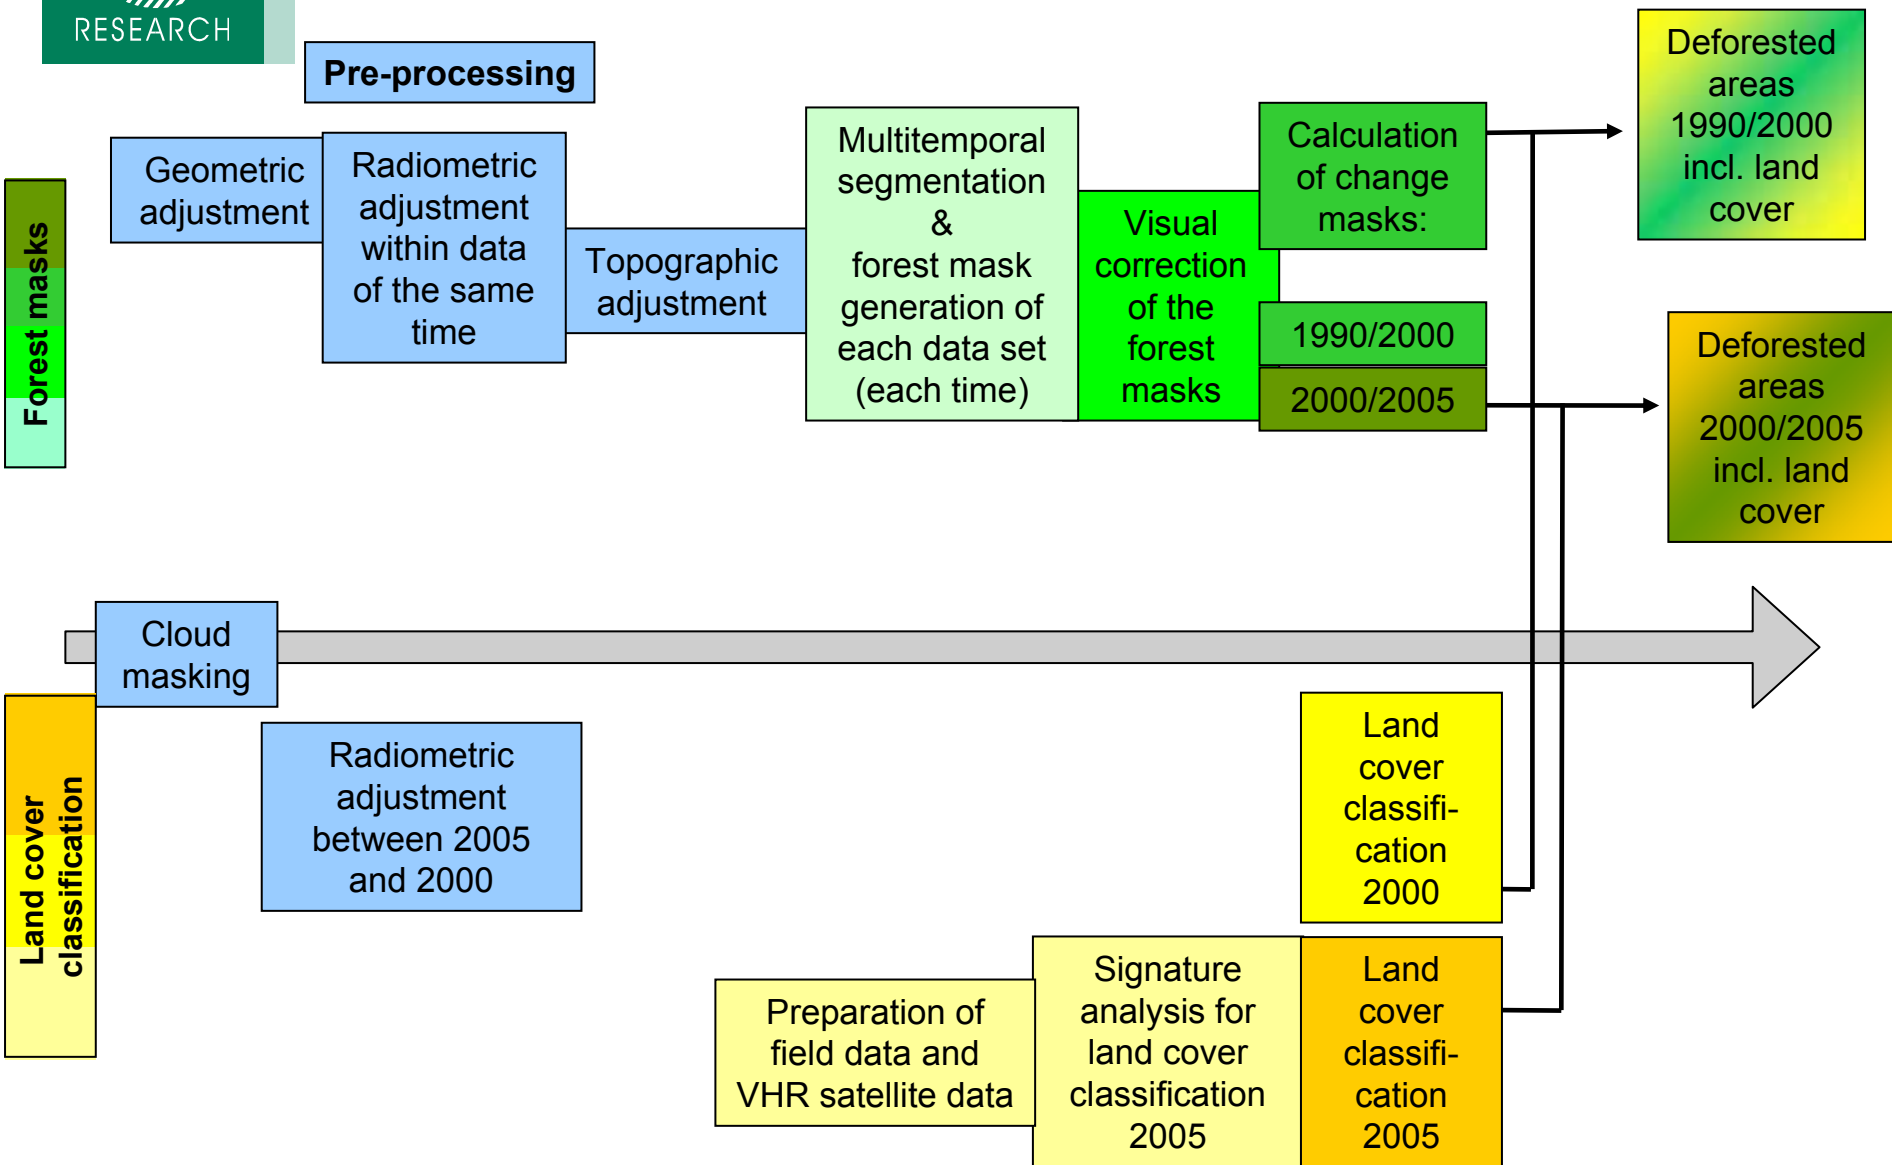 RESEARCH
Pre-processing
Geometric
adjustment
Radiometric
adjustment
within data
of the same
time
Topographic
adjustment
Multitemporal
segmentation
&
forest mask
generation of
each data set
(each time)
Visual
correction
of the
forest
masks
Calculation
of change
masks:
1990/2000
2000/2005
Deforested
areas
1990/2000
incl. land
cover
Deforested
areas
2000/2005
incl. land
cover
Forest masks
Cloud
masking
Land cover
classification
Radiometric
adjustment
between 2005
and 2000
Land
cover
classifi-
cation
2000
Preparation of
field data and
VHR satellite data
Signature
analysis for
land cover
classification
2005
Land
cover
classifi-
cation
2005